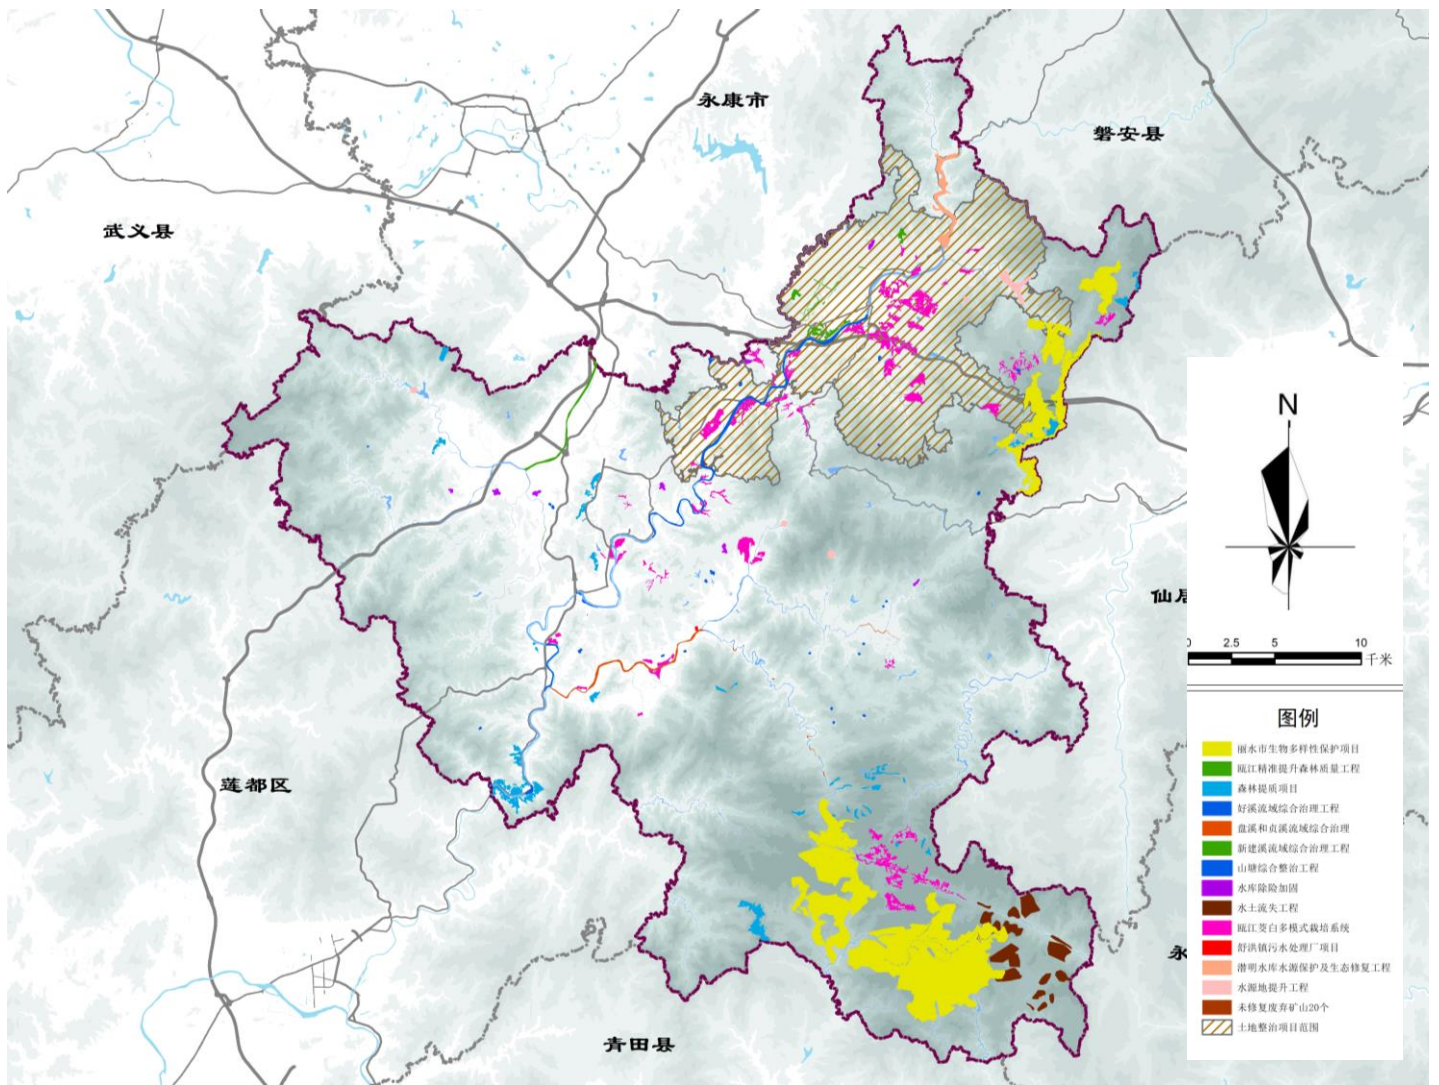 永康市
磐安县
武义县
N
仙居
0 2.5 5 10
千米
图例
丽水市生物多样性保护项目
瓯江精准提升森林质量工程
森林提质项目
好溪流域综合治理工程
盘溪和贞溪流域综合治理
新建溪流域综合治理工程
山塘综合整治工程
水库除险加固
水土流失工程
瓯江茭白多模式栽培系统
舒洪镇污水处理厂项目
潜明水库水源保护及生态修复工程
水源地提升工程
未修复废弃矿山20个
土地整治项目范围
莲都区
永
青田县